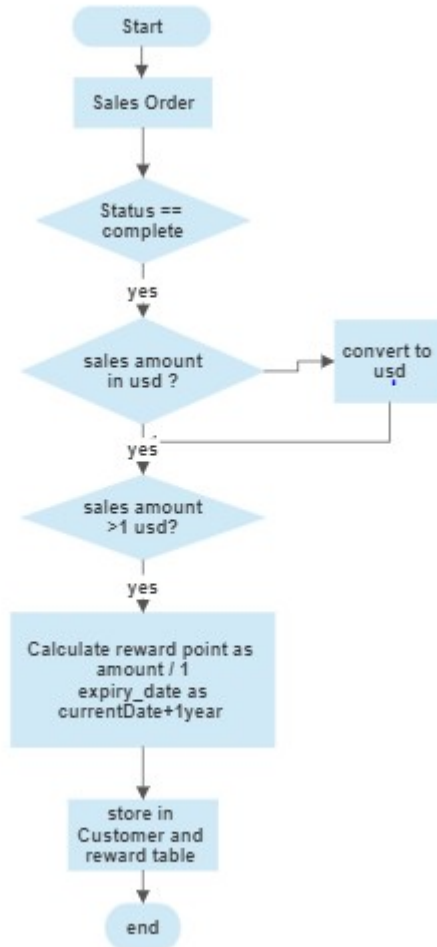 Start
Sales Order
Status ==
complete
yes
sales amount
in usd ?
convert to
usd
yes
sales amount
>1 usd?
yes
Calculate reward point as
amount / 1
expiry_date as
currentDate+1year
store in
Customer and
reward table
end